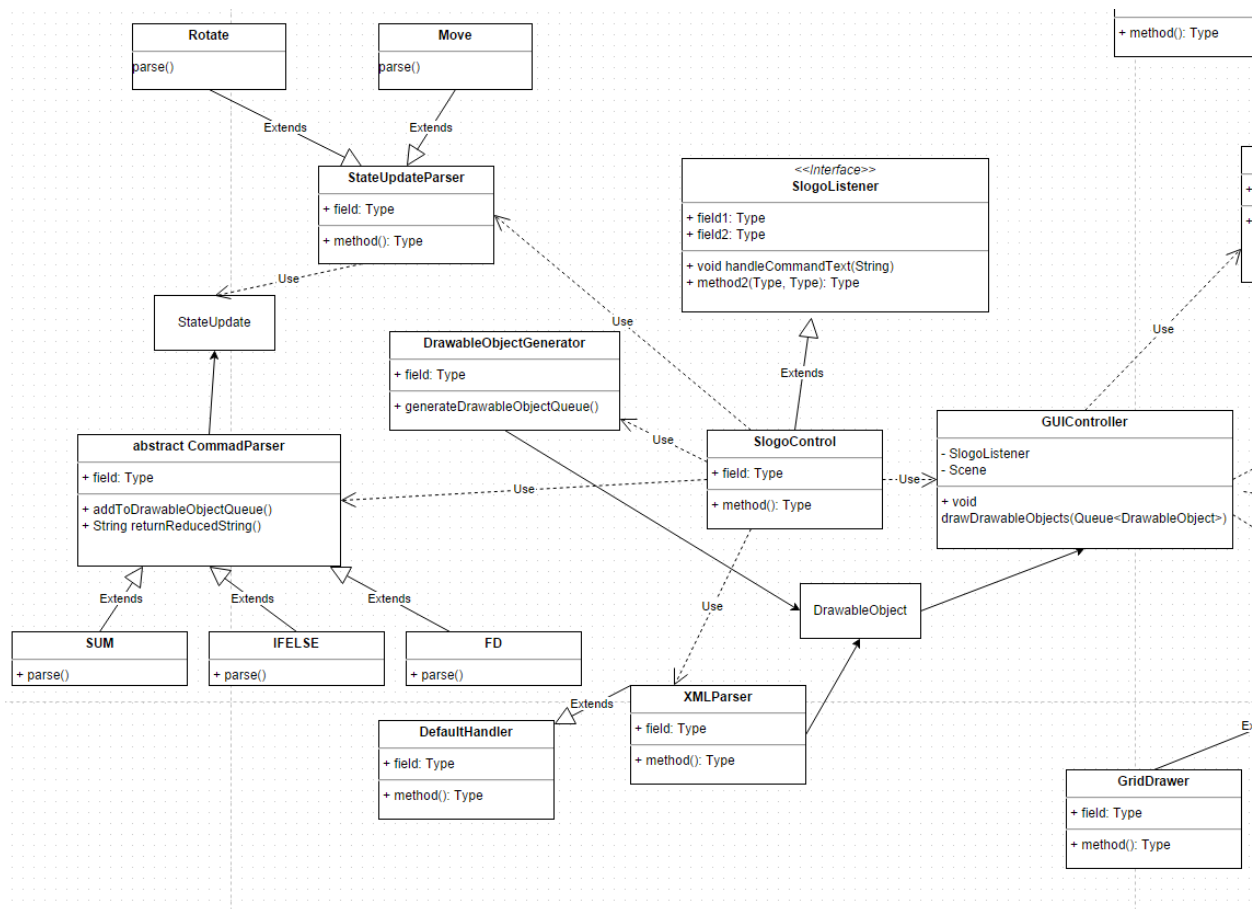 Rotate
parse()
Move
parse()
+ method(): Type
Extends
Extends
StateUpdateParser
+ field: Type
+ method(): Type
<<Interface>>
SlogoListener
+ field1: Type
+ field2: Type
+ void handleCommandText(String)
+ method2(Type, Type): Type
+
+
Use
StateUpdate
Use
Use
DrawableObjectGenerator
+ field: Type
+ generateDrawableObjectQueue()
Extends
abstract CommadParser
+ field: Type
+ addToDrawableObjectQueue()
+ String returnReducedString()
Use
SlogoControl
+ field: Type
+ method(): Type
Use
Use
GUIController
- SlogoListener
- Scene
+ void
drawDrawableObjects(Queue<DrawableObject>)
Extends
Extends
Extends
Use
DrawableObject
SUM
+ parse()
IFELSE
+ parse()
FD
+ parse()
Extends
XMLParser
+ field: Type
+ method(): Type
DefaultHandler
+ field: Type
+ method(): Type
Ex
GridDrawer
+ field: Type
+ method(): Type